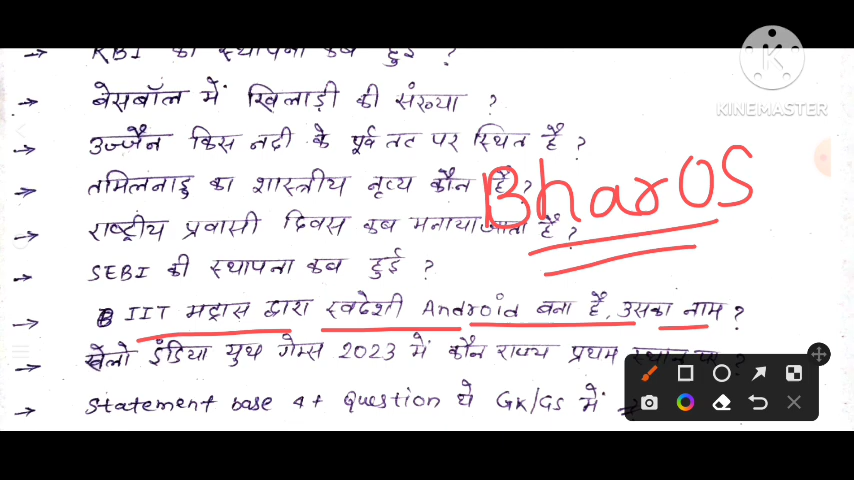 → RBI की स्थापना कब हुई ?
→ बेसबॉल में खिलाड़ी की संख्या ?
→ उज्जैन किस नदी के पूर्व तट पर स्थित है ?
→ तमिलनाडु का शास्त्रीय नृत्य कौन है ?
→ राष्ट्रीय प्रवासी दिवस कब मनाया जाता है ?
→ SEBI की स्थापना कब हुई ?
→ IIT मद्रास द्वारा स्वदेशी Android बना है, उसका नाम ?
→ खेलो इंडिया युथ गेम्स 2023 में कौन राज्य प्रथम स्थान पर ?
→ Statement base 4+ Question थे GK/GS में
BharOS
KINEMASTER